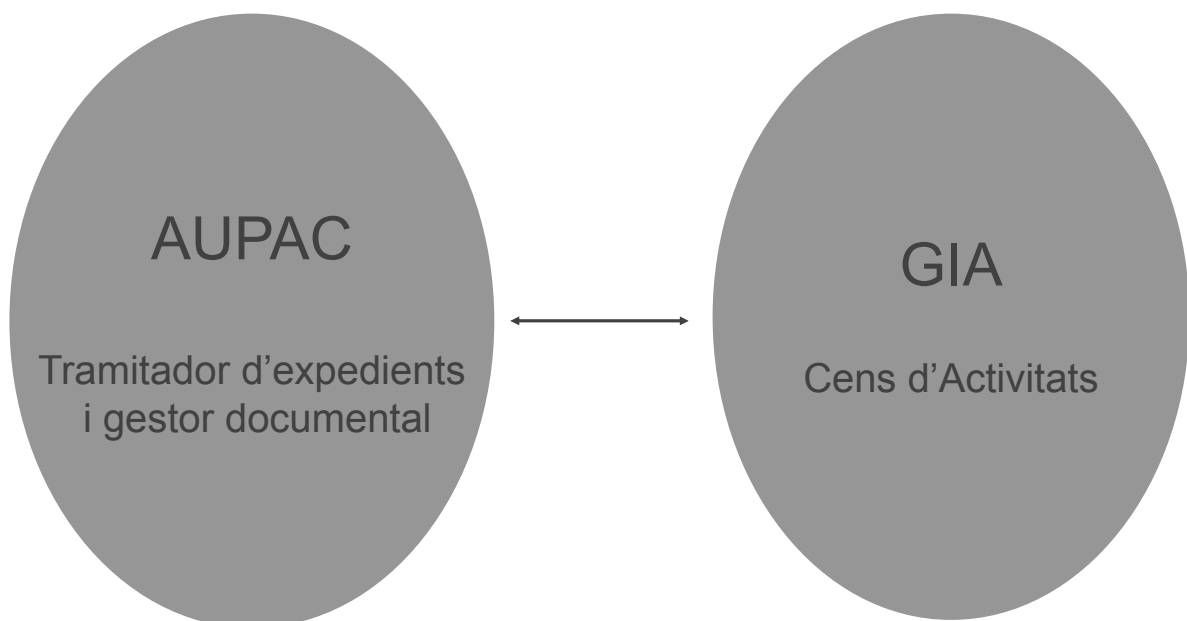 AUPAC
Tramitador d’expedients
i gestor documental
GIA
Cens d’Activitats